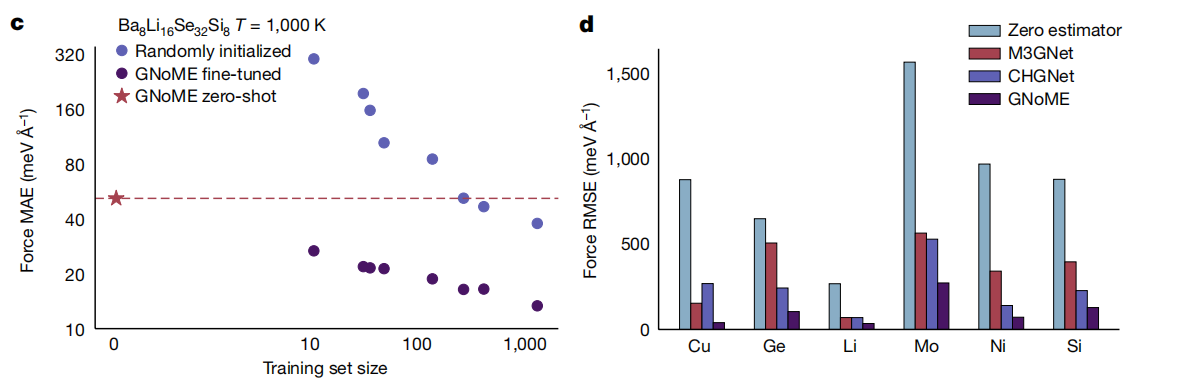 c
Ba₈Li₁₆Se₃₂Si₈ T = 1,000 K
Randomly initialized
GNoME fine-tuned
GNoME zero-shot
Force MAE (meV Å⁻¹)
320
160
80
40
20
10
0
10
100
1,000
Training set size
d
Zero estimator
M3GNet
CHGNet
GNoME
Force RMSE (meV Å⁻¹)
1,500
1,000
500
0
Cu
Ge
Li
Mo
Ni
Si